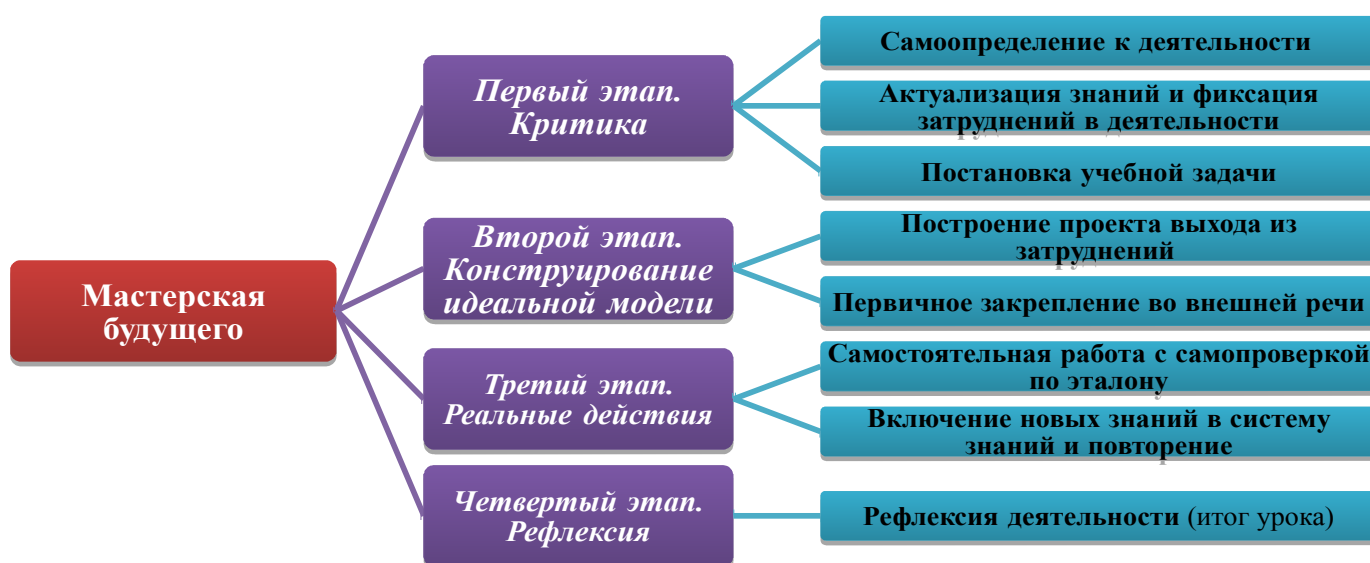 Мастерская
будущего
Первый этап.
Критика
Самоопределение к деятельности
Актуализация знаний и фиксация
затруднений в деятельности
Постановка учебной задачи
Второй этап.
Конструирование
идеальной модели
Построение проекта выхода из
затруднений
Первичное закрепление во внешней речи
Третий этап.
Реальные действия
Самостоятельная работа с самопроверкой
по эталону
Включение новых знаний в систему
знаний и повторение
Четвертый этап.
Рефлексия
Рефлексия деятельности (итог урока)